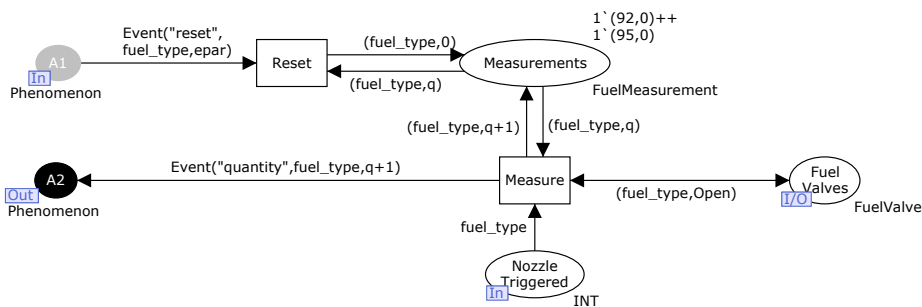 1`(92,0)++
1`(95,0)
Event("reset",
fuel_type,epar)
(fuel_type,0)
A1
In
Phenomenon
Reset
Measurements
(fuel_type,q)
FuelMeasurement
(fuel_type,q+1)
(fuel_type,q)
Event("quantity",fuel_type,q+1)
A2
Out
Phenomenon
Measure
(fuel_type,Open)
Fuel
Valves
I/O
FuelValve
fuel_type
Nozzle
Triggered
In
INT